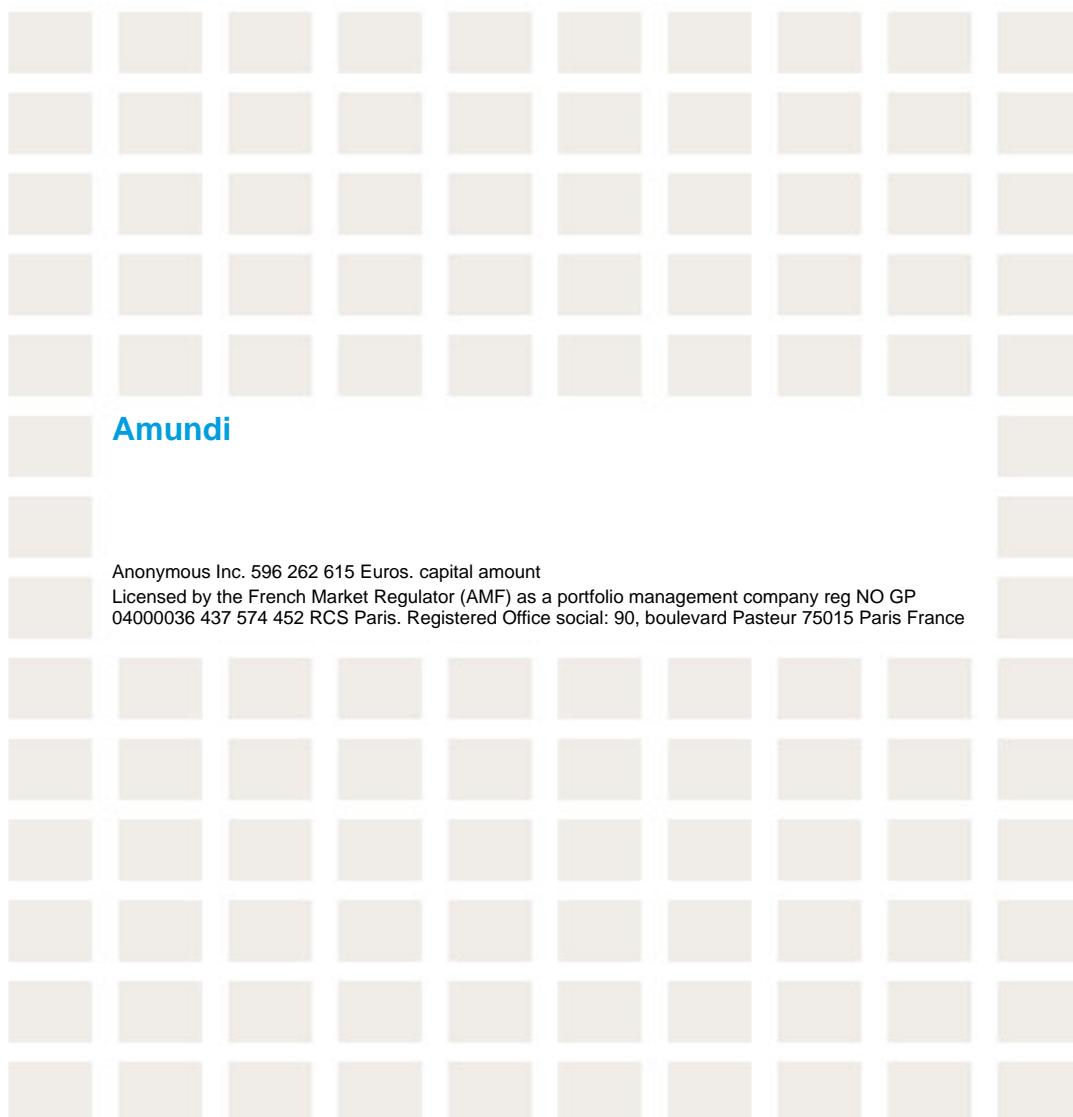 Amundi
Anonymous Inc. 596 262 615 Euros. capital amount
Licensed by the French Market Regulator (AMF) as a portfolio management company reg NO GP
04000036 437 574 452 RCS Paris. Registered Office social: 90, boulevard Pasteur 75015 Paris France